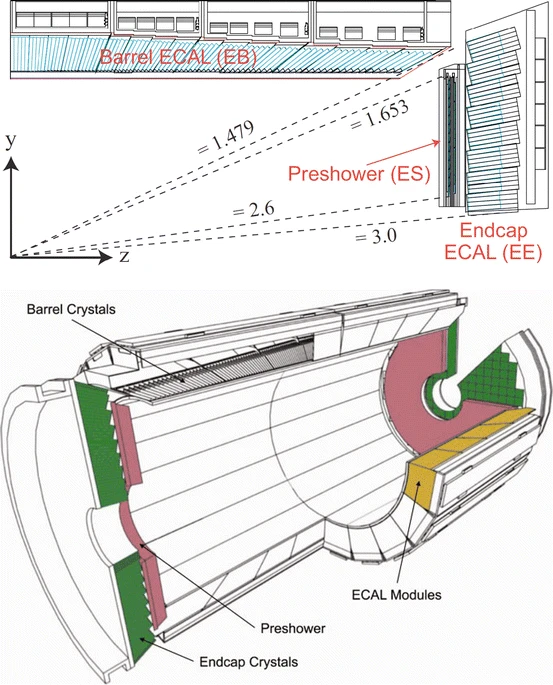 Barrel ECAL (EB)
= 1.479
= 1.653
y
Preshower (ES)
= 2.6
= 3.0
z
Endcap
ECAL (EE)
Barrel Crystals
ECAL Modules
Preshower
Endcap Crystals